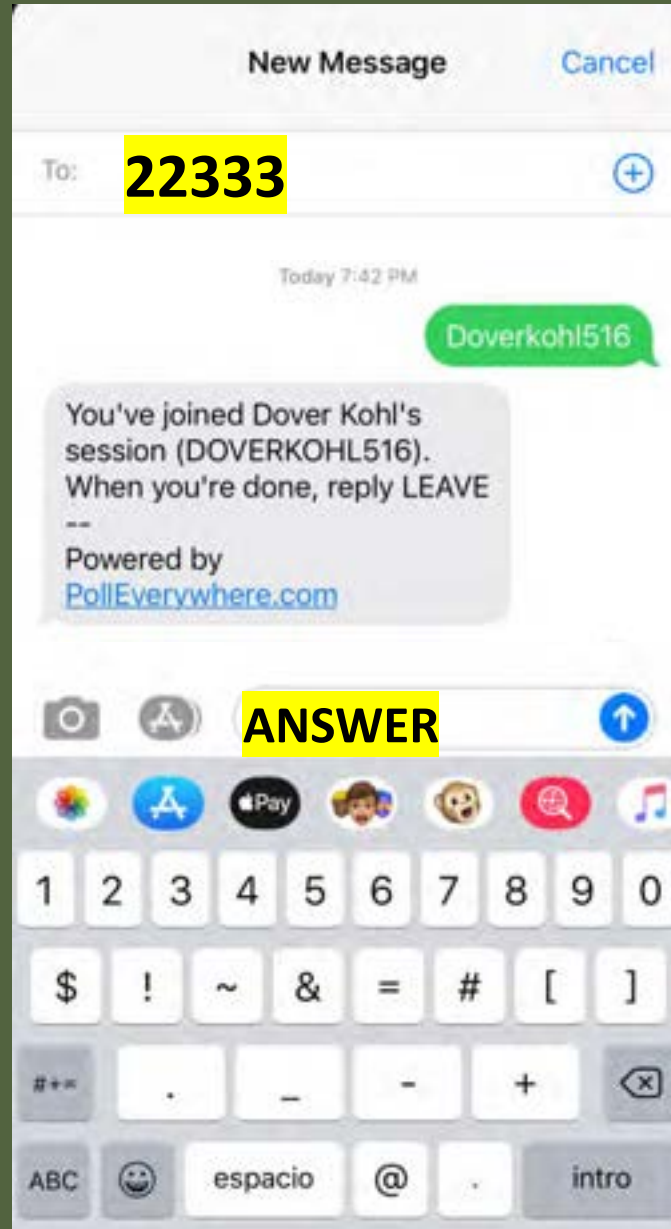 New Message Cancel
To: 22333
Today 7:42 PM
Doverkohl516
You've joined Dover Kohl's
session (DOVERKOHL516).
When you're done, reply LEAVE
--
Powered by
PollEverywhere.com
ANSWER
Pay
1 2 3 4 5 6 7 8 9 0
$ ! ~ & = # [ ]
#+= . _ - +
ABC espacio @ . intro